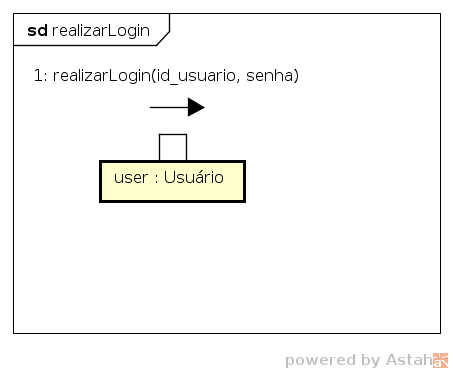 sd realizarLogin
1: realizarLogin(id_usuario, senha)
user : Usuário
powered by Astah